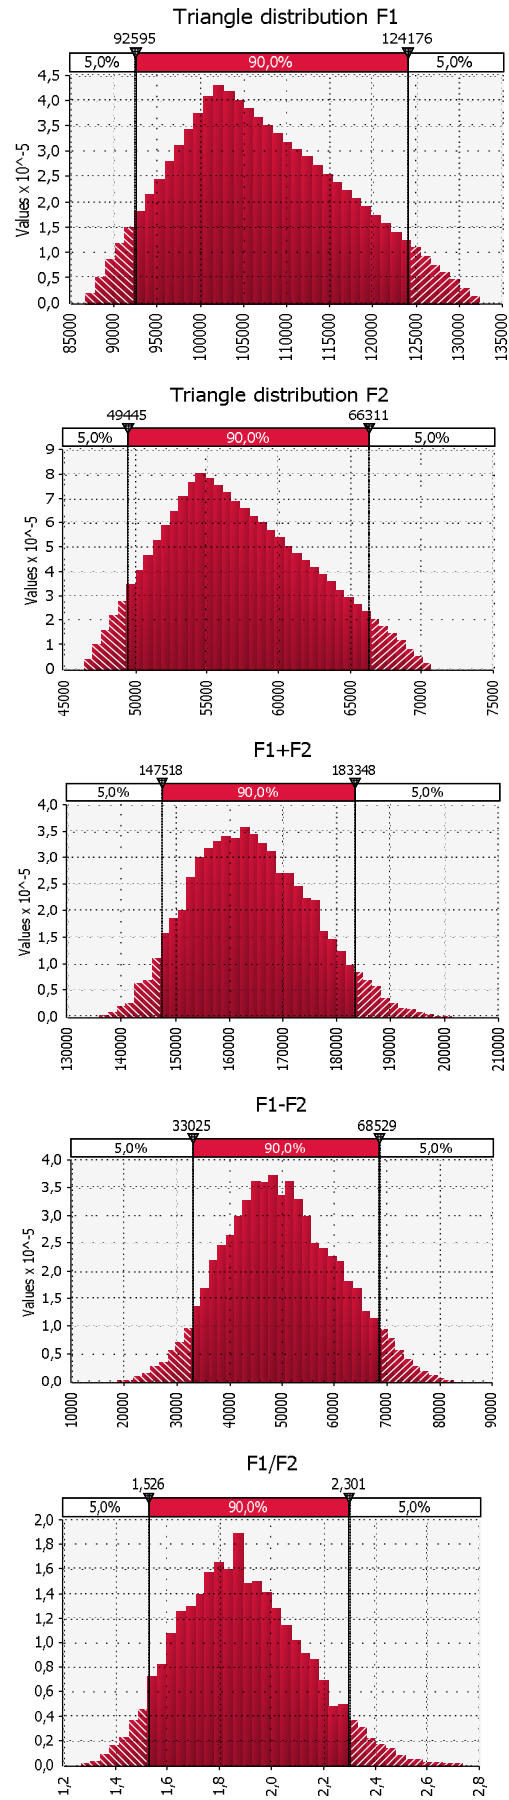 Triangle distribution F1
92595 124176
5,0% 90,0% 5,0%
Values x 10^-5
4,5
4,0
3,5
3,0
2,5
2,0
1,5
1,0
0,5
0,0
85000 90000 95000 100000 105000 110000 115000 120000 125000 130000 135000
Triangle distribution F2
49445 66311
5,0% 90,0% 5,0%
Values x 10^-5
9
8
7
6
5
4
3
2
1
0
45000 50000 55000 60000 65000 70000 75000
F1+F2
147518 183348
5,0% 90,0% 5,0%
Values x 10^-5
4,0
3,5
3,0
2,5
2,0
1,5
1,0
0,5
0,0
130000 140000 150000 160000 170000 180000 190000 200000 210000
F1-F2
33025 68529
5,0% 90,0% 5,0%
Values x 10^-5
4,0
3,5
3,0
2,5
2,0
1,5
1,0
0,5
0,0
10000 20000 30000 40000 50000 60000 70000 80000 90000
F1/F2
1,526 2,301
5,0% 90,0% 5,0%
2,0
1,8
1,6
1,4
1,2
1,0
0,8
0,6
0,4
0,2
0,0
1,2 1,4 1,6 1,8 2,0 2,2 2,4 2,6 2,8